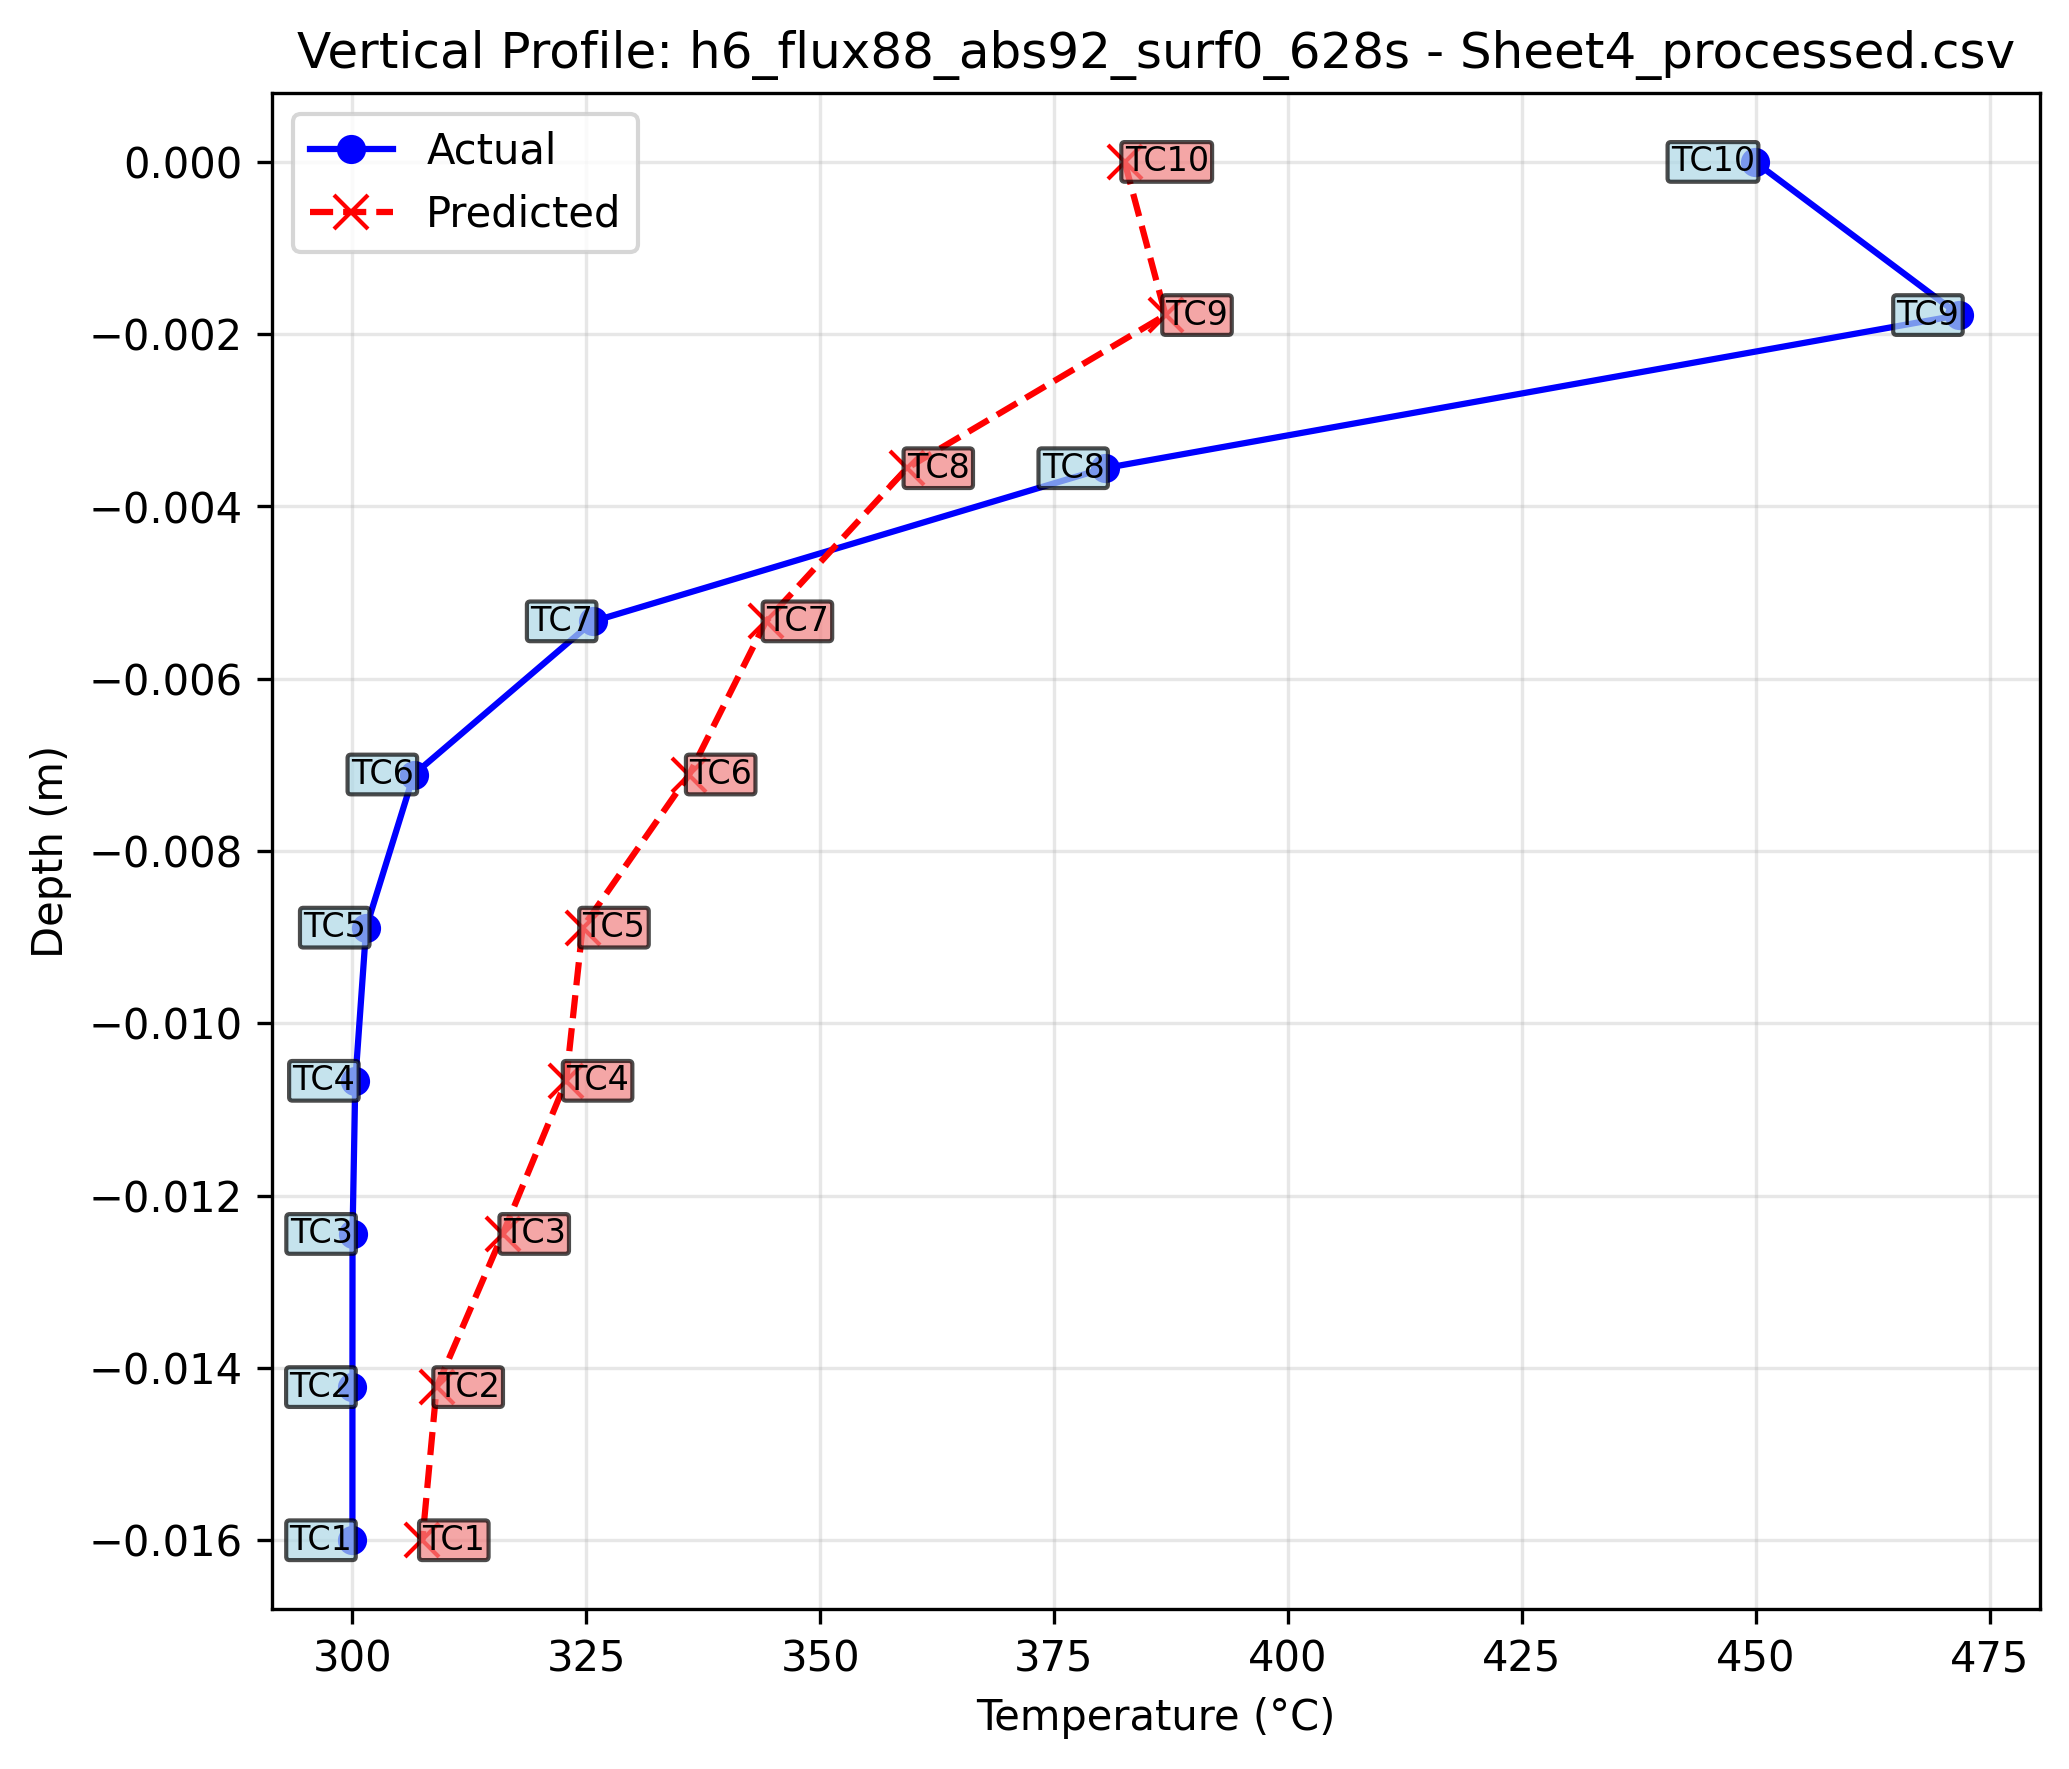 Vertical Profile: h6_flux88_abs92_surf0_628s - Sheet4_processed.csv
Actual
Predicted
0.000
−0.002
−0.004
−0.006
−0.008
−0.010
−0.012
−0.014
−0.016
Depth (m)
TC10 TC10
TC9 TC9
TC8 TC8
TC7 TC7
TC6 TC6
TC5 TC5
TC4 TC4
TC3 TC3
TC2 TC2
TC1 TC1
300 325 350 375 400 425 450 475
Temperature (°C)